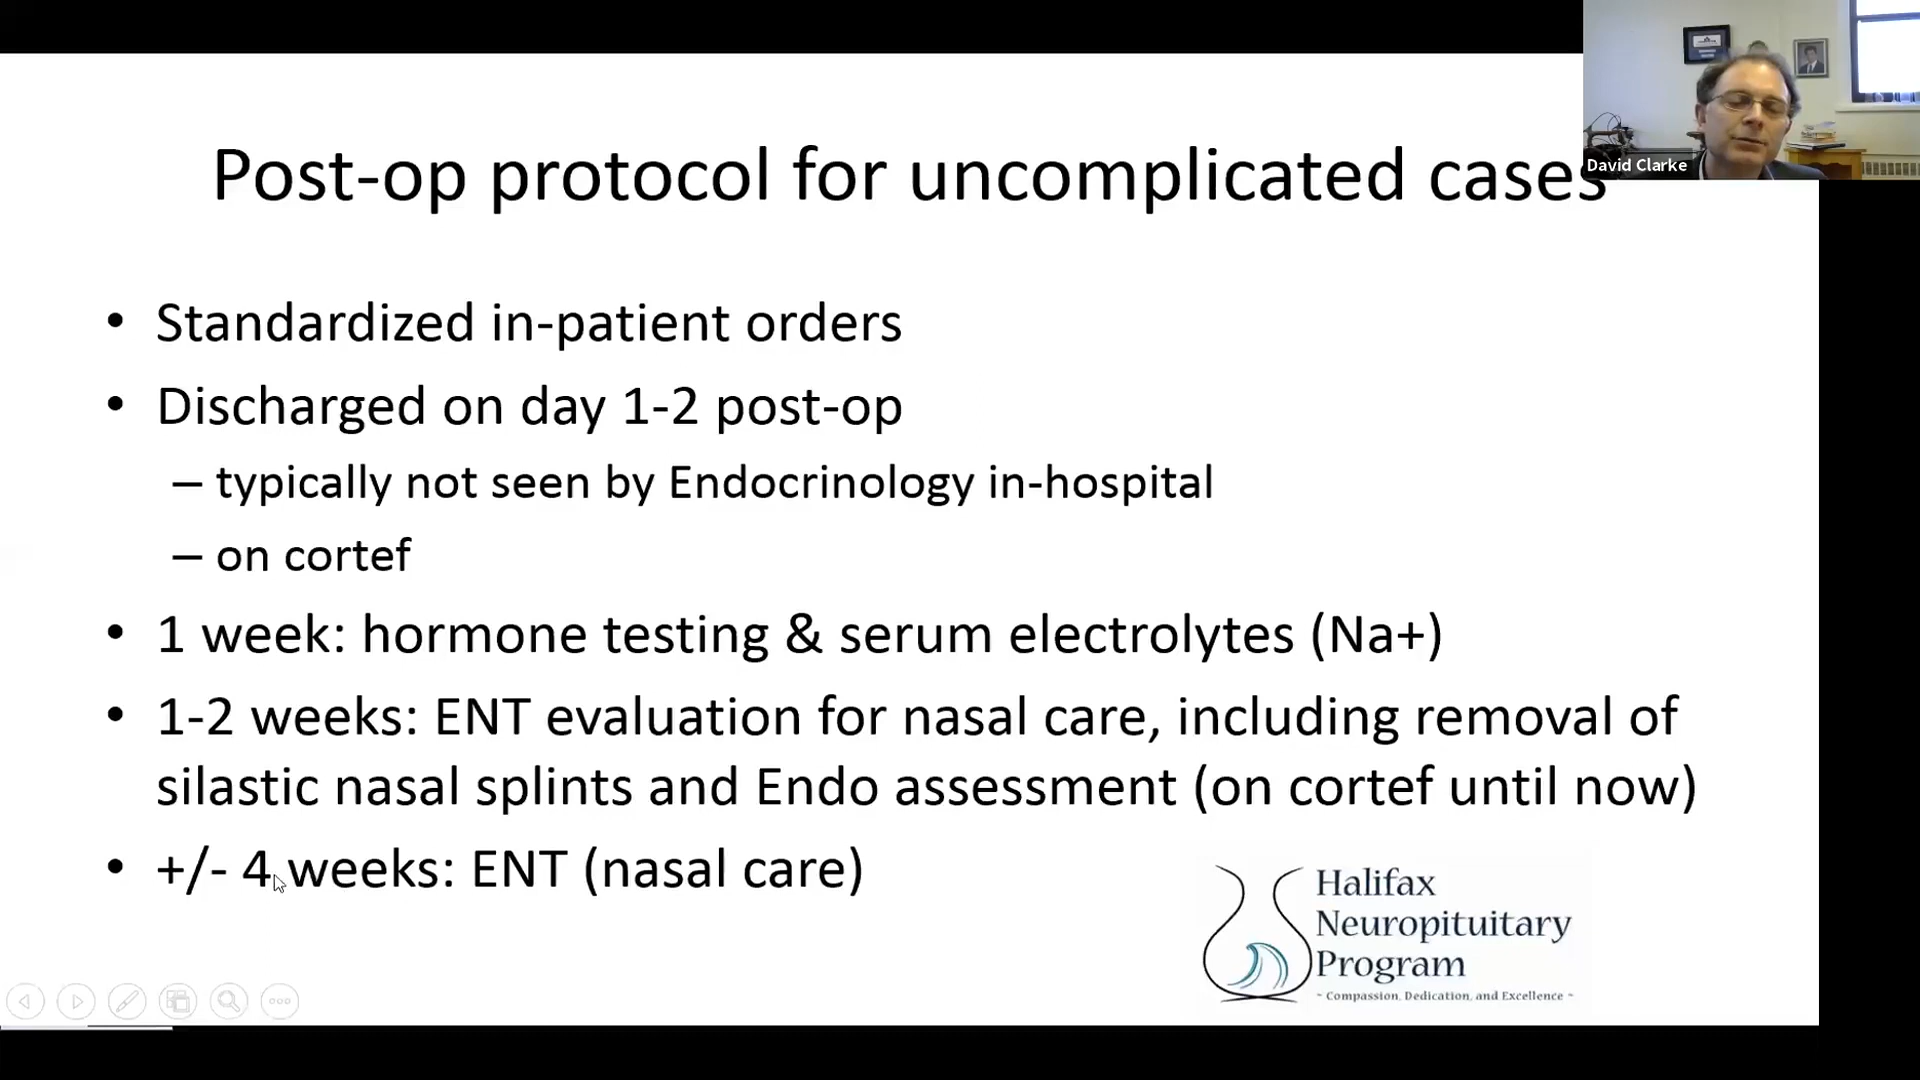 Post-op protocol for uncomplicated cases
David Clarke
• Standardized in-patient orders
• Discharged on day 1-2 post-op
– typically not seen by Endocrinology in-hospital
– on cortef
• 1 week: hormone testing & serum electrolytes (Na+)
• 1-2 weeks: ENT evaluation for nasal care, including removal of
silastic nasal splints and Endo assessment (on cortef until now)
• +/- 4 weeks: ENT (nasal care)
Halifax
Neuropituitary
Program
~ Compassion, Dedication, and Excellence ~